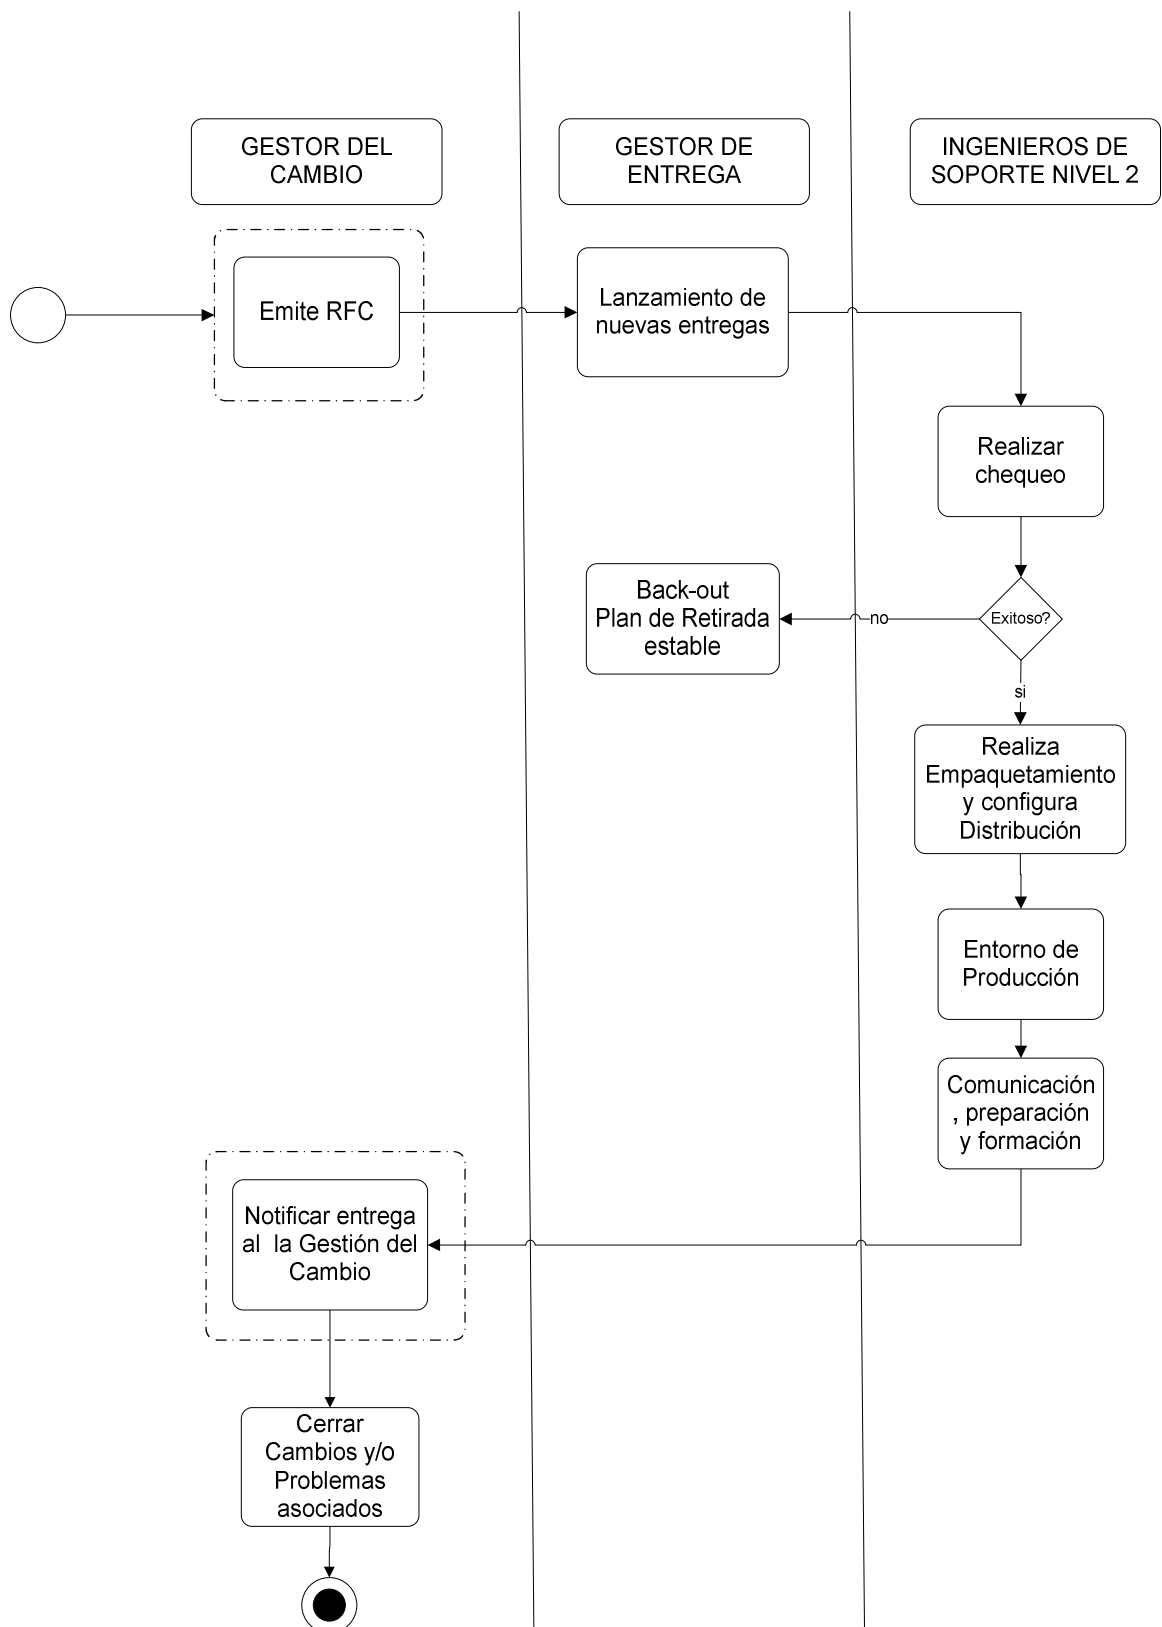 GESTOR DEL
CAMBIO
GESTOR DE
ENTREGA
INGENIEROS DE
SOPORTE NIVEL 2
Emite RFC
Lanzamiento de
nuevas entregas
Realizar
chequeo
Exitoso?
no
Back-out
Plan de Retirada
estable
si
Realiza
Empaquetamiento
y configura
Distribución
Entorno de
Producción
Comunicación
, preparación
y formación
Notificar entrega
al  la Gestión del
Cambio
Cerrar
Cambios y/o
Problemas
asociados